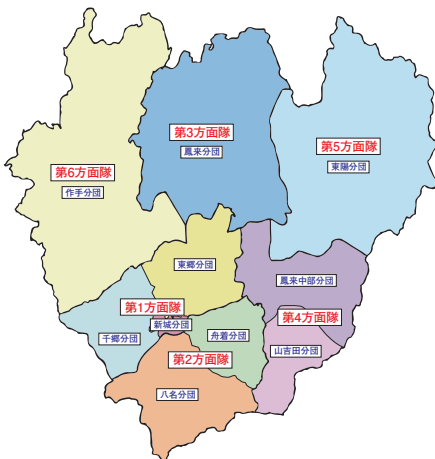 第3方面隊
鳳来分団
第5方面隊
東陽分団
第6方面隊
作手分団
東郷分団
鳳来中部分団
第1方面隊
新城分団
千郷分団
舟着分団
第4方面隊
山吉田分団
第2方面隊
八名分団